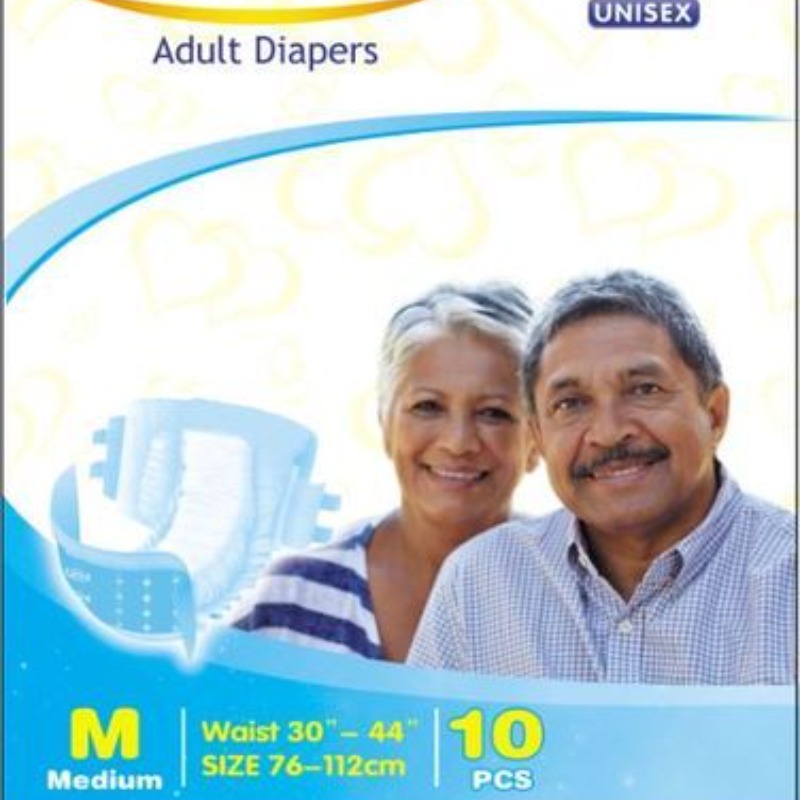 UNISEX
Adult Diapers
M
Medium
Waist 30"– 44"
SIZE 76–112cm
10
PCS